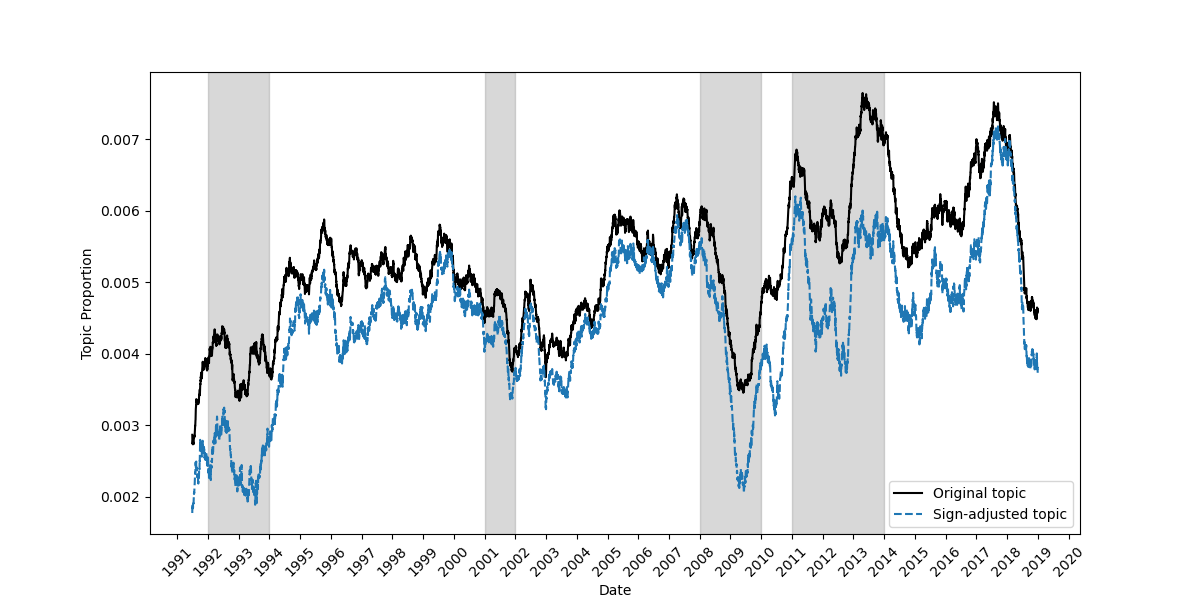 Topic Proportion
0.007
0.006
0.005
0.004
0.003
0.002
Original topic
Sign-adjusted topic
1991 1992 1993 1994 1995 1996 1997 1998 1999 2000 2001 2002 2003 2004 2005 2006 2007 2008 2009 2010 2011 2012 2013 2014 2015 2016 2017 2018 2019 2020
Date